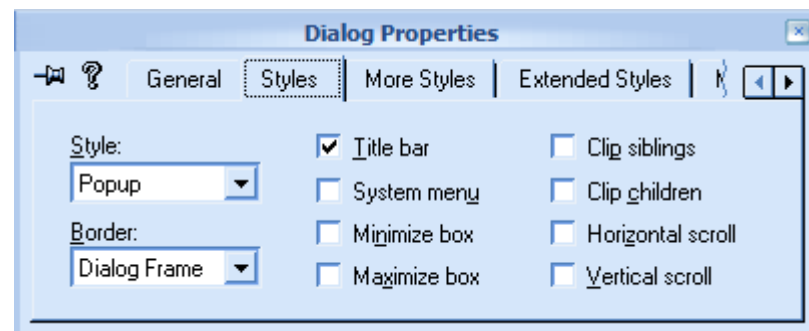 Dialog Properties
? General Styles More Styles Extended Styles
Style: Title bar Clip siblings
Popup System menu Clip children
Border: Minimize box Horizontal scroll
Dialog Frame Maximize box Vertical scroll